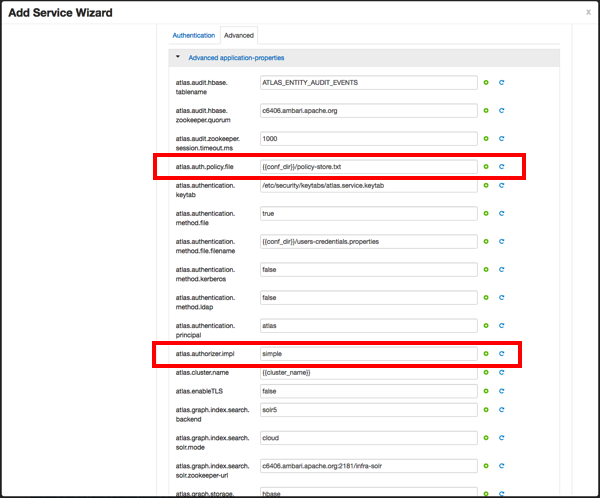 Add Service Wizard
x
Authentication
Advanced
Advanced application-properties
atlas.audit.hbase.
tablename
ATLAS_ENTITY_AUDIT_EVENTS
atlas.audit.hbase.
zookeeper.quorum
c6406.ambari.apache.org
atlas.audit.zookeeper.
session.timeout.ms
1000
atlas.auth.policy.file
{{conf_dir}}/policy-store.txt
atlas.authentication.
keytab
/etc/security/keytabs/atlas.service.keytab
atlas.authentication.
method.file
true
atlas.authentication.
method.file.filename
{{conf_dir}}/users-credentials.properties
atlas.authentication.
method.kerberos
false
atlas.authentication.
method.ldap
false
atlas.authentication.
principal
atlas
atlas.authorizer.impl
simple
atlas.cluster.name
{{cluster_name}}
atlas.enableTLS
false
atlas.graph.index.search.
backend
solr5
atlas.graph.index.search.
solr.mode
cloud
atlas.graph.index.search.
solr.zookeeper-url
c6406.ambari.apache.org:2181/infra-solr
atlas.graph.storage.
hbase